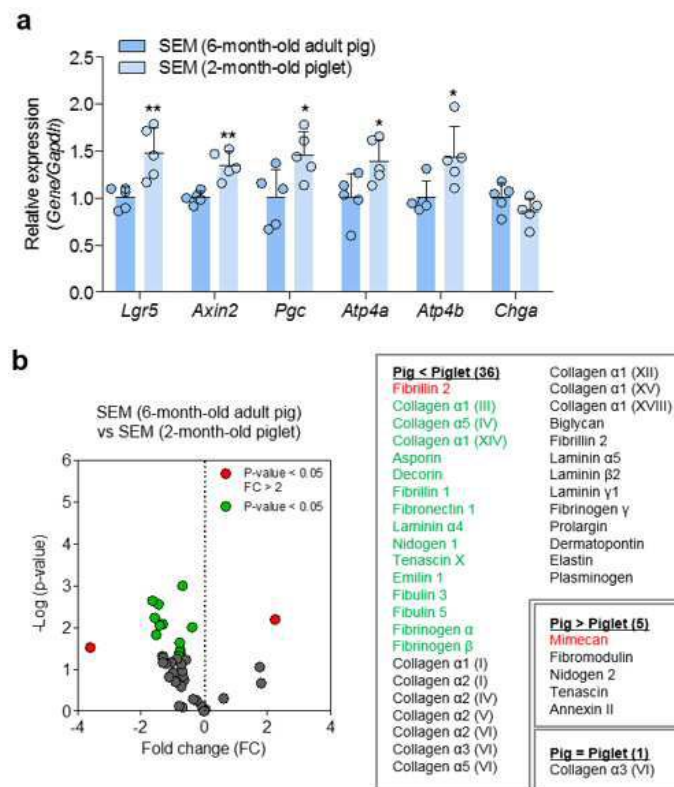 a
SEM (6-month-old adult pig)
SEM (2-month-old piglet)
Relative expression
(Gene/Gapdh)
2.5
2.0
1.5
1.0
0.5
0.0
**
**
*
*
*
Lgr5 Axin2 Pgc Atp4a Atp4b Chga
b
SEM (6-month-old adult pig)
vs SEM (2-month-old piglet)
P-value < 0.05
FC > 2
P-value < 0.05
-Log (p-value)
6
5
4
3
2
1
0
-4 -2 0 2 4
Fold change (FC)
Pig < Piglet (36)
Fibrillin 2
Collagen α1 (III)
Collagen α5 (IV)
Collagen α1 (XIV)
Asporin
Decorin
Fibrillin 1
Fibronectin 1
Laminin α4
Nidogen 1
Tenascin X
Emilin 1
Fibulin 3
Fibulin 5
Fibrinogen α
Fibrinogen β
Collagen α1 (I)
Collagen α2 (I)
Collagen α2 (IV)
Collagen α2 (V)
Collagen α2 (VI)
Collagen α3 (VI)
Collagen α5 (VI)
Collagen α1 (XII)
Collagen α1 (XV)
Collagen α1 (XVIII)
Biglycan
Fibrillin 2
Laminin α5
Laminin β2
Laminin γ1
Fibrinogen γ
Prolargin
Dermatopontin
Elastin
Plasminogen
Pig > Piglet (5)
Mimecan
Fibromodulin
Nidogen 2
Tenascin
Annexin II
Pig = Piglet (1)
Collagen α3 (VI)